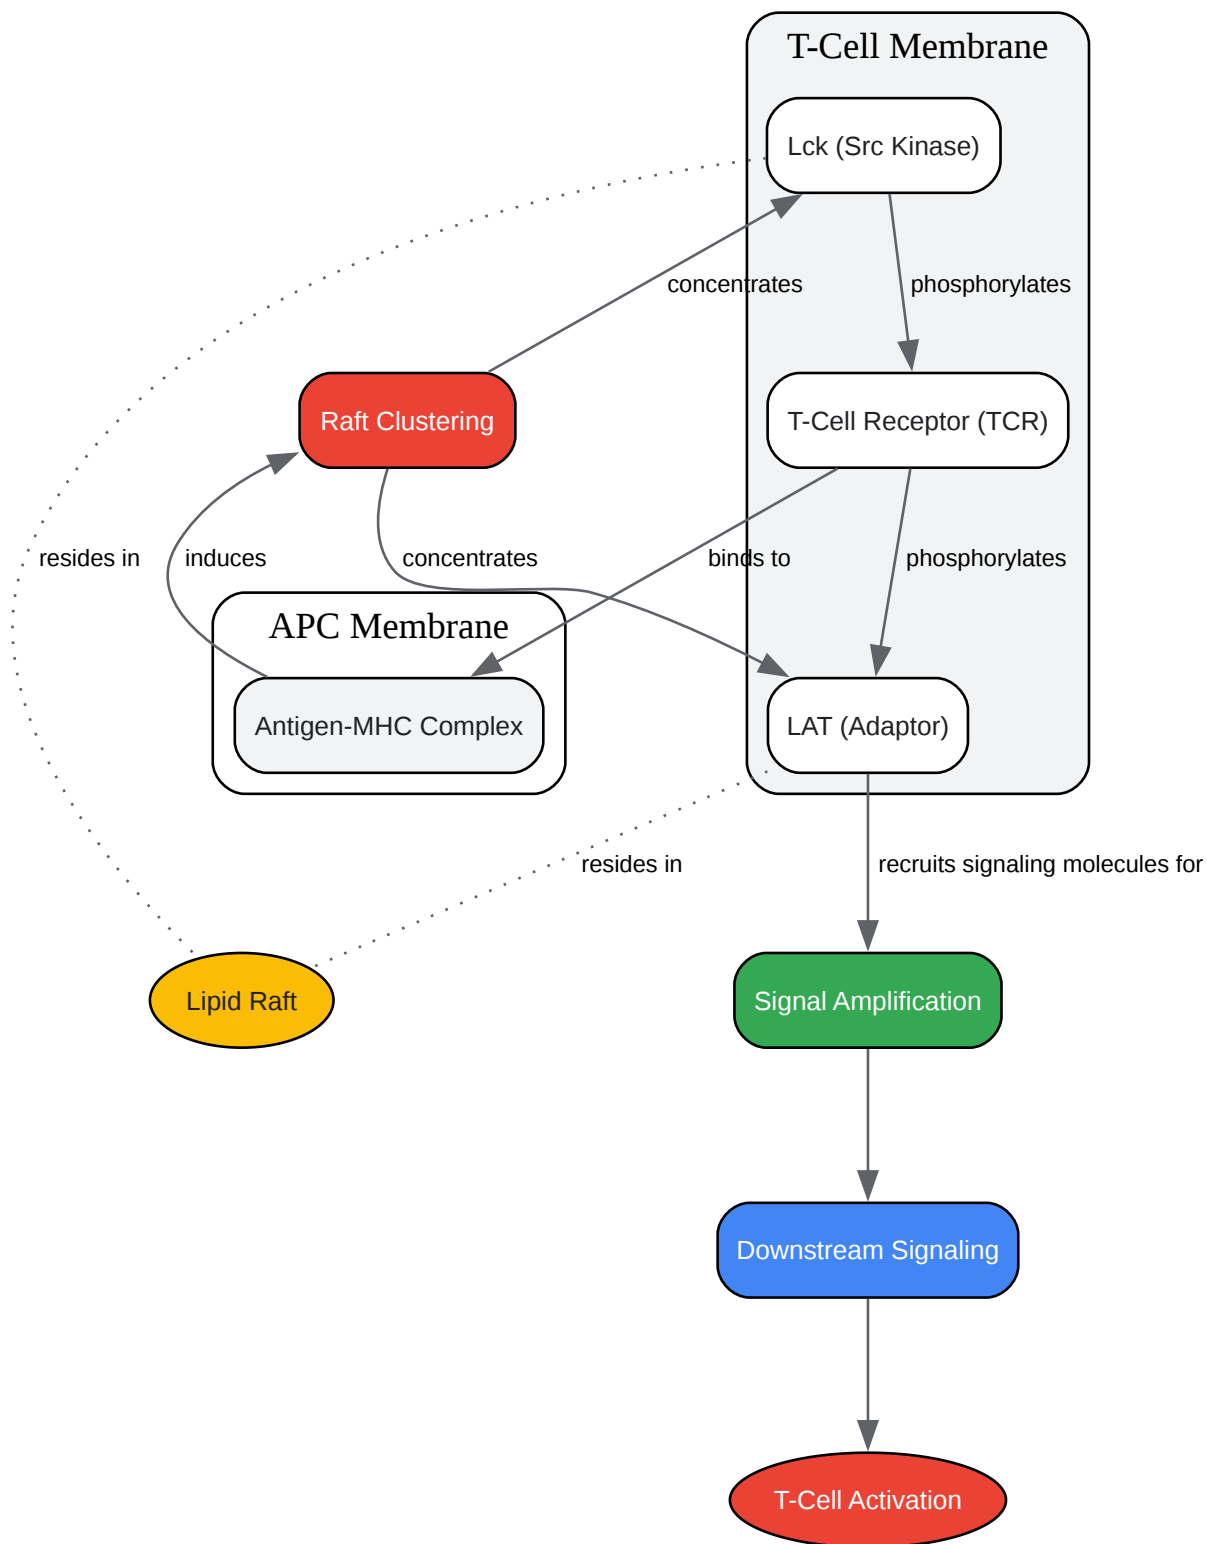 T-Cell Membrane
Lck (Src Kinase)
concentrates
phosphorylates
Raft Clustering
T-Cell Receptor (TCR)
resides in
induces
concentrates
binds to
phosphorylates
APC Membrane
Antigen-MHC Complex
LAT (Adaptor)
resides in
recruits signaling molecules for
Lipid Raft
Signal Amplification
Downstream Signaling
T-Cell Activation